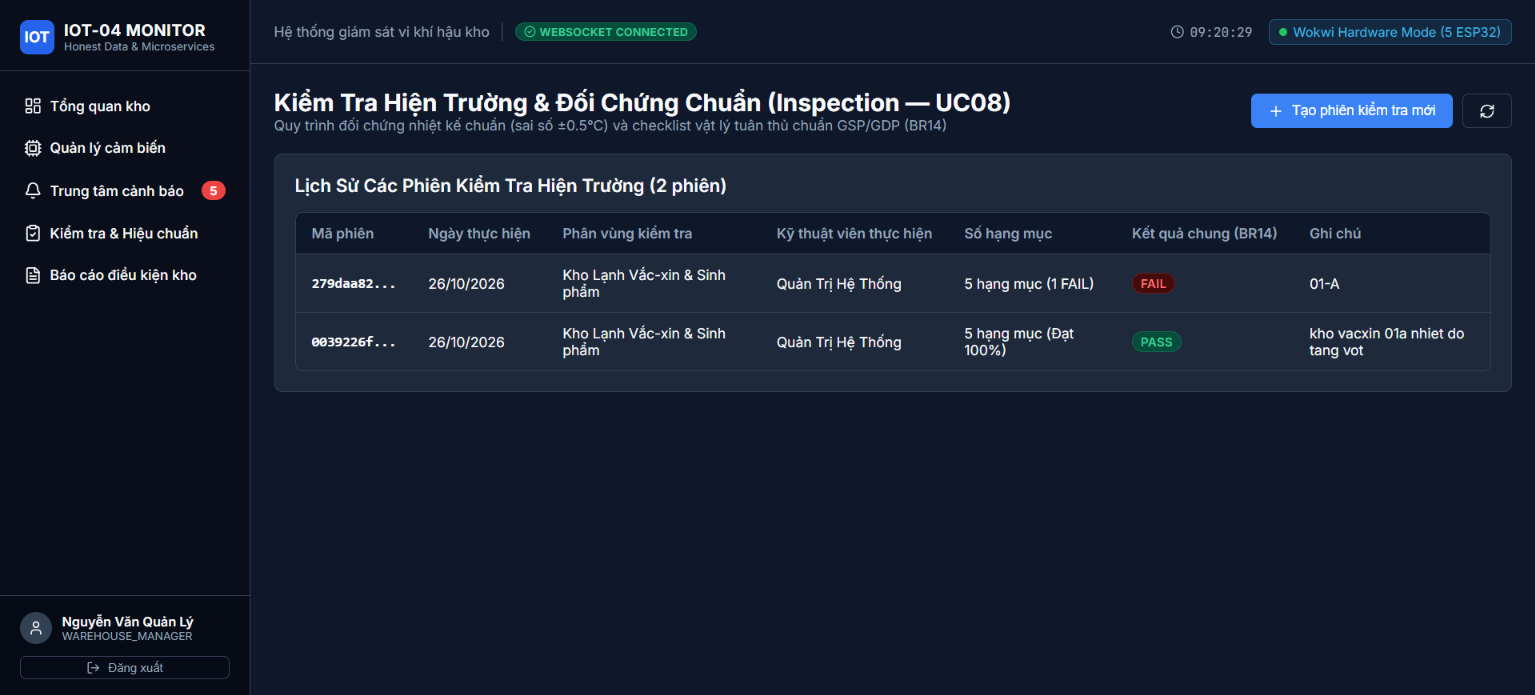 IOT
IOT-04 MONITOR
Honest Data & Microservices
Tổng quan kho
Quản lý cảm biến
Trung tâm cảnh báo
5
Kiểm tra & Hiệu chuẩn
Báo cáo điều kiện kho
Nguyễn Văn Quản Lý
WAREHOUSE_MANAGER
Đăng xuất
Hệ thống giám sát vi khí hậu kho
WEBSOCKET CONNECTED
09:20:29
Wokwi Hardware Mode (5 ESP32)
Kiểm Tra Hiện Trường & Đối Chứng Chuẩn (Inspection — UC08)
Quy trình đối chứng nhiệt kế chuẩn (sai số ±0.5°C) và checklist vật lý tuân thủ chuẩn GSP/GDP (BR14)
Tạo phiên kiểm tra mới
Lịch Sử Các Phiên Kiểm Tra Hiện Trường (2 phiên)
Mã phiên
Ngày thực hiện
Phân vùng kiểm tra
Kỹ thuật viên thực hiện
Số hạng mục
Kết quả chung (BR14)
Ghi chú
279daa82...
26/10/2026
Kho Lạnh Vắc-xin & Sinh
phẩm
Quản Trị Hệ Thống
5 hạng mục (1 FAIL)
FAIL
01-A
0039226f...
26/10/2026
Kho Lạnh Vắc-xin & Sinh
phẩm
Quản Trị Hệ Thống
5 hạng mục (Đạt
100%)
PASS
kho vacxin 01a nhiet do
tang vot